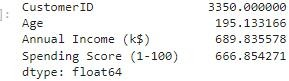 ]:
CustomerID 3350.000000
Age 195.133166
Annual Income (k$) 689.835578
Spending Score (1-100) 666.854271
dtype: float64